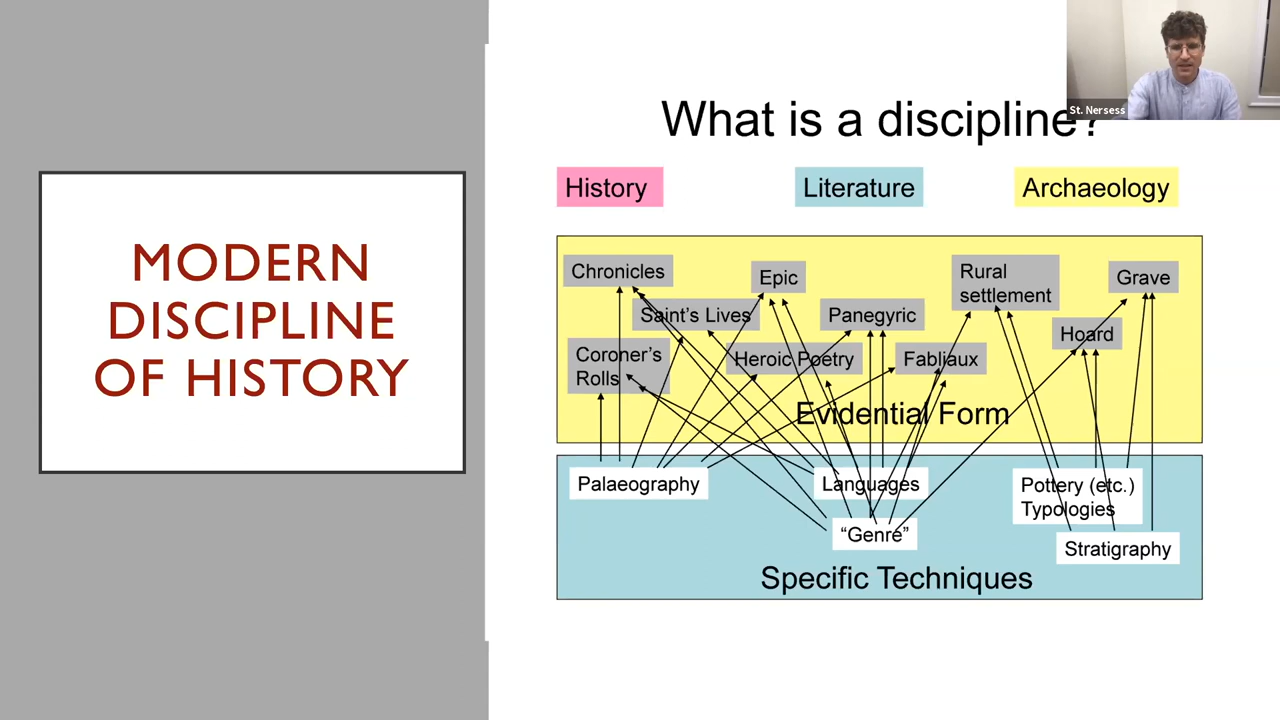 MODERN
DISCIPLINE
OF HISTORY
What is a discipline?
St. Nersess
History
Literature
Archaeology
Chronicles
Epic
Rural
settlement
Grave
Saint's Lives
Panegyric
Hoard
Coroner's
Rolls
Heroic Poetry
Fabliaux
Evidential Form
Palaeography
Languages
Pottery (etc.)
Typologies
“Genre”
Stratigraphy
Specific Techniques